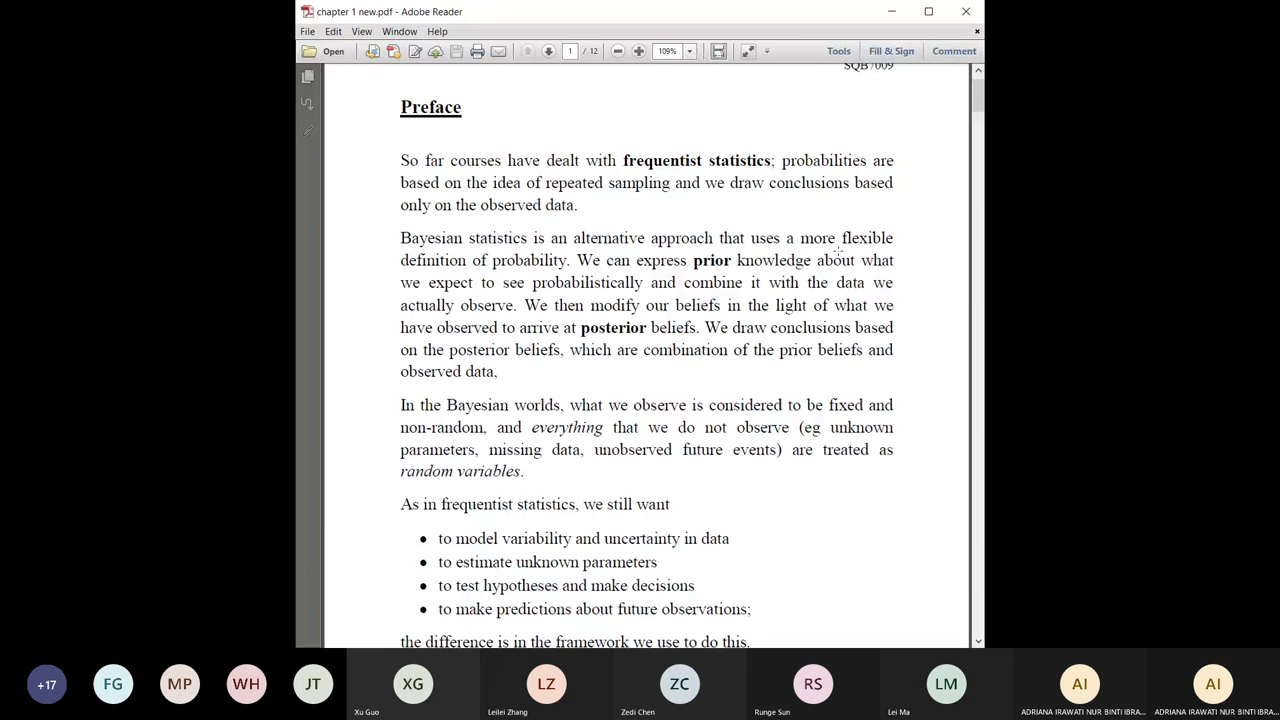 chapter 1 new.pdf - Adobe Reader
File Edit View Window Help
Open 1 / 12 109% Tools Fill & Sign Comment
SQB7009
Preface
So far courses have dealt with frequentist statistics; probabilities are
based on the idea of repeated sampling and we draw conclusions based
only on the observed data.
Bayesian statistics is an alternative approach that uses a more flexible
definition of probability. We can express prior knowledge about what
we expect to see probabilistically and combine it with the data we
actually observe. We then modify our beliefs in the light of what we
have observed to arrive at posterior beliefs. We draw conclusions based
on the posterior beliefs, which are combination of the prior beliefs and
observed data,
In the Bayesian worlds, what we observe is considered to be fixed and
non-random, and everything that we do not observe (eg unknown
parameters, missing data, unobserved future events) are treated as
random variables.
As in frequentist statistics, we still want
• to model variability and uncertainty in data
• to estimate unknown parameters
• to test hypotheses and make decisions
• to make predictions about future observations;
the difference is in the framework we use to do this.
+17 FG MP WH JT XG LZ ZC RS LM AI AI
Xu Guo Leilei Zhang Zedi Chen Runge Sun Lei Ma ADRIANA IRAWATI NUR BINTI IBRA... ADRIANA IRAWATI NUR BINTI IBRA...